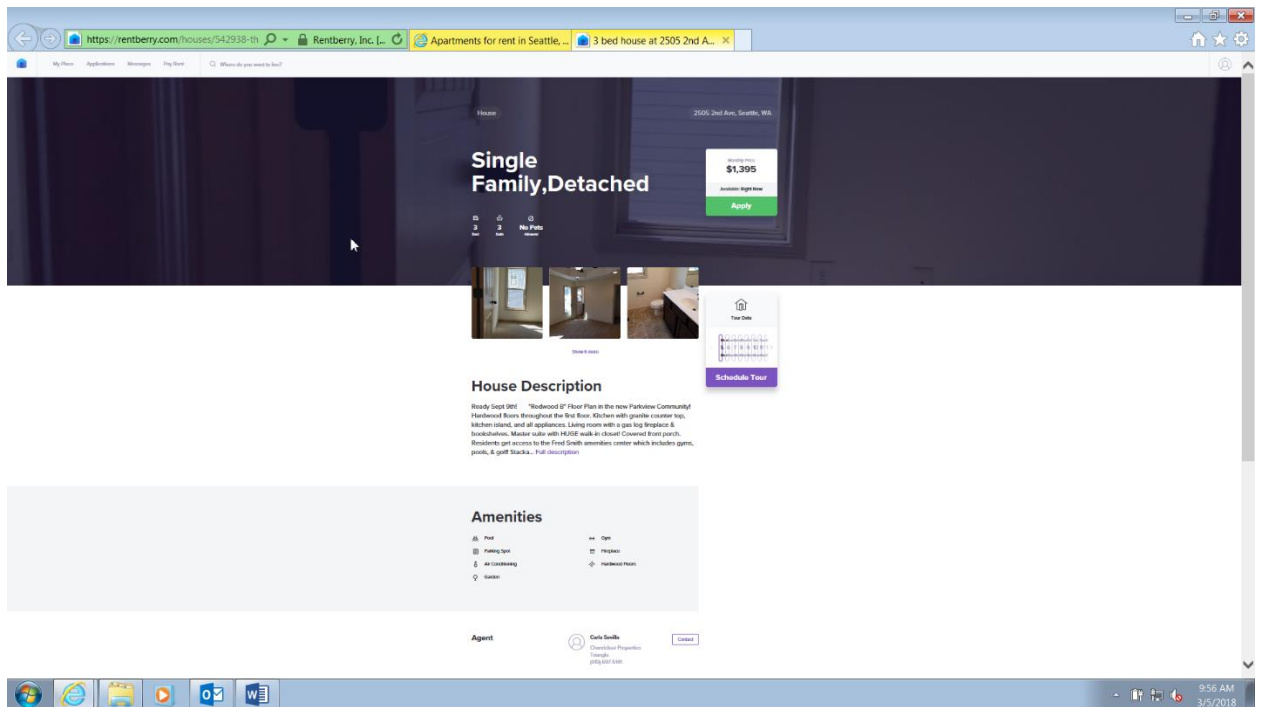 https://rentberry.com/houses/542938-th
Rentberry, Inc. [...
Apartments for rent in Seattle, ...
3 bed house at 2505 2nd A...
My Place Applications Messages Pay Rent
Where do you want to live?
House
2505 2nd Ave, Seattle, WA
Single
Family,Detached
Monthly Price
$1,395
Available: Right Now
Apply
3 3 No Pets
Bed Bath Allowed
Tour Date
Show 6 more
Schedule Tour
House Description
Ready Sept 9th! "Redwood B" Floor Plan in the new Parkview Community!
Hardwood floors throughout the first floor. Kitchen with granite counter top,
kitchen island, and all appliances. Living room with a gas log fireplace &
bookshelves. Master suite with HUGE walk-in closet! Covered front porch.
Residents get access to the Fred Smith amenities center which includes gyms,
pools, & golf! Stacka... Full description
Amenities
Pool
Gym
Parking Spot
Fireplace
Air Conditioning
Hardwood Floors
Garden
Agent
Carla Sevilla
Contact
Chandelier Properties
Triangle
9:56 AM
3/5/2018